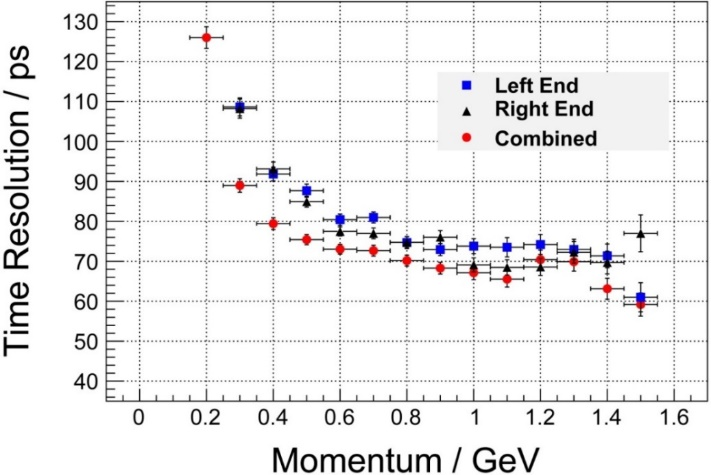 130
120
110
100
90
80
70
60
50
40
Time Resolution / ps
Left End
Right End
Combined
0 0.2 0.4 0.6 0.8 1 1.2 1.4 1.6
Momentum / GeV